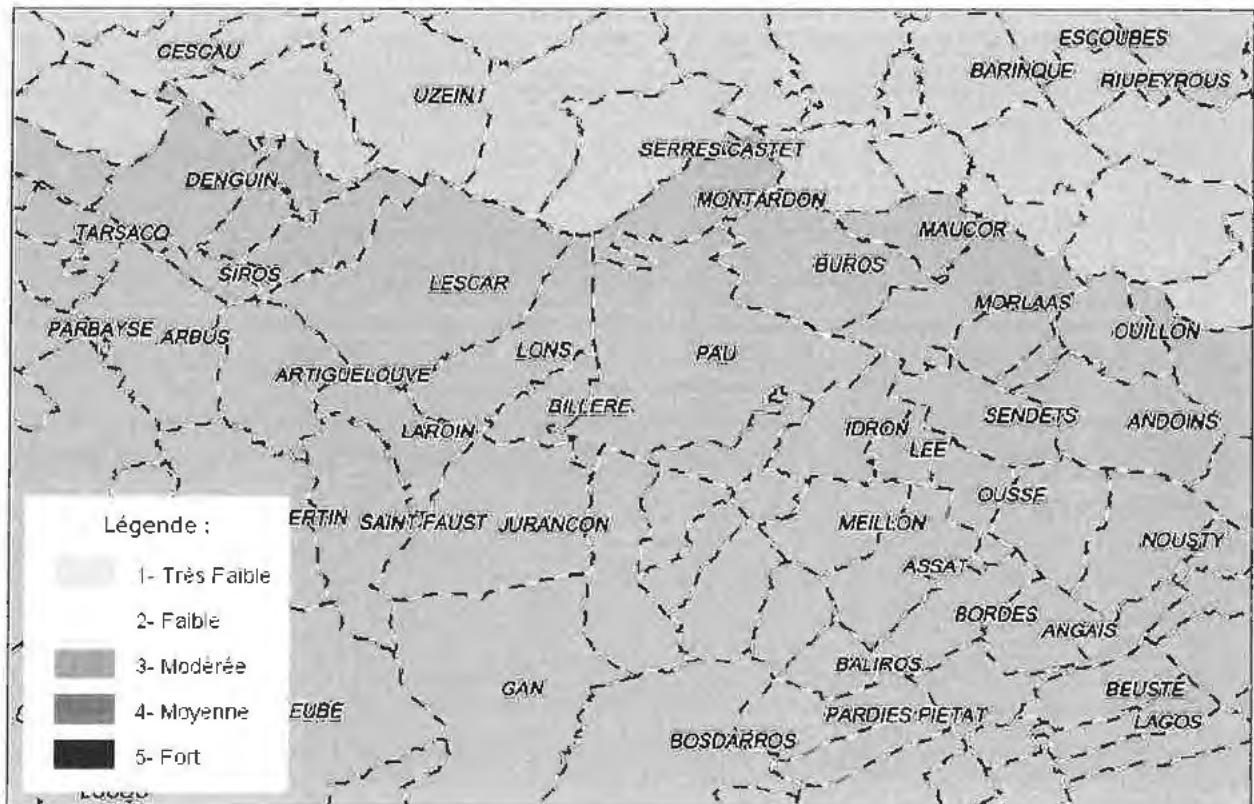 CESCAU
ESCOUBES
BARINQUE
RIUPEYROUS
UZEIN
SERRES CASTET
DENGUIN
MONTARDON
TARSACQ
MAUCOR
SIROS
LESCAR
BUROS
MORLAAS
PARBAYSE
ARBUS
OUILLON
LONS
PAU
ARTIGUELOUVE
BILLERE
SENDETS
ANDOINS
LAROIN
IDRON
LEE
OUSSE
Légende :
ERTIN
SAINT FAUST
JURANCON
MEILLON
NOUSTY
1- Très Faible
ASSAT
2- Faible
BORDES
ANGAIS
3- Modérée
BALIROS
GAN
BEUSTE
4- Moyenne
EUBE
PARDIES PIETAT
LAGOS
BOSDARROS
5- Fort